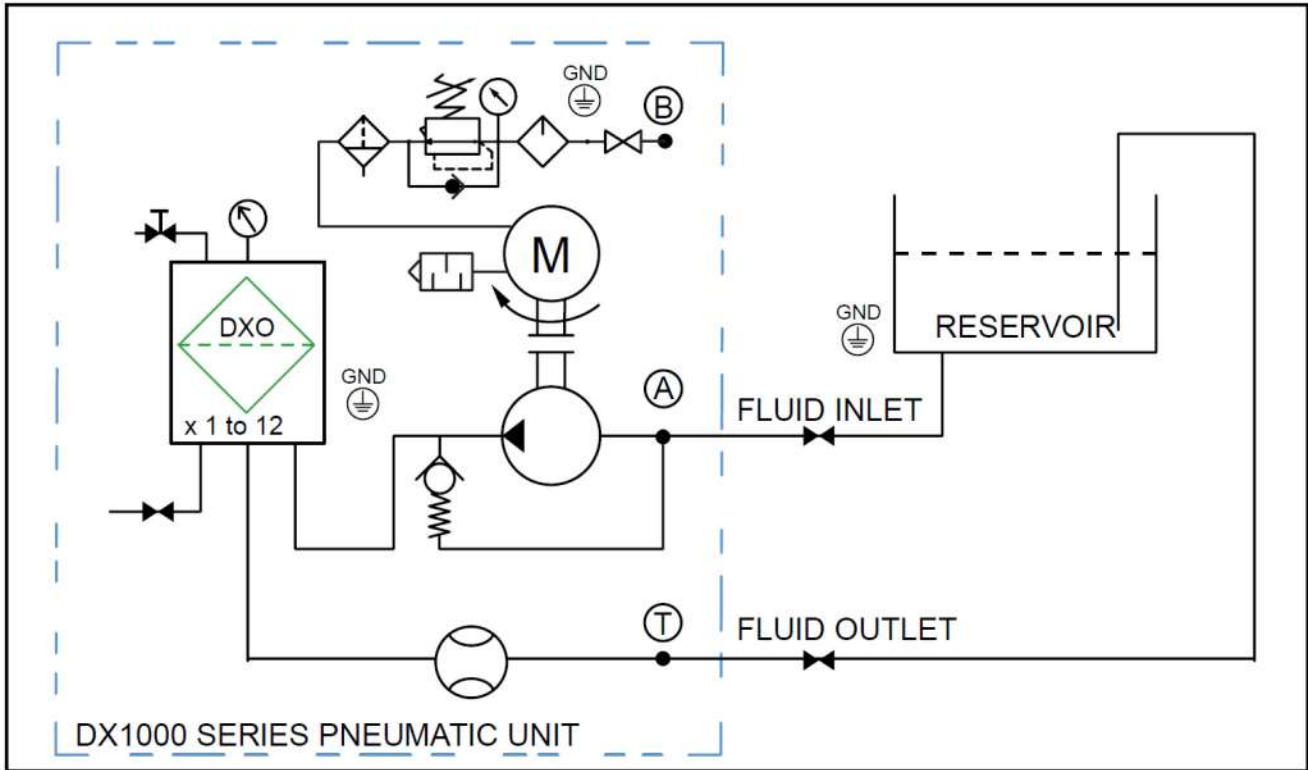 GND
B
M
DXO
x 1 to 12
GND
GND
RESERVOIR
A
FLUID INLET
T
FLUID OUTLET
DX1000 SERIES PNEUMATIC UNIT